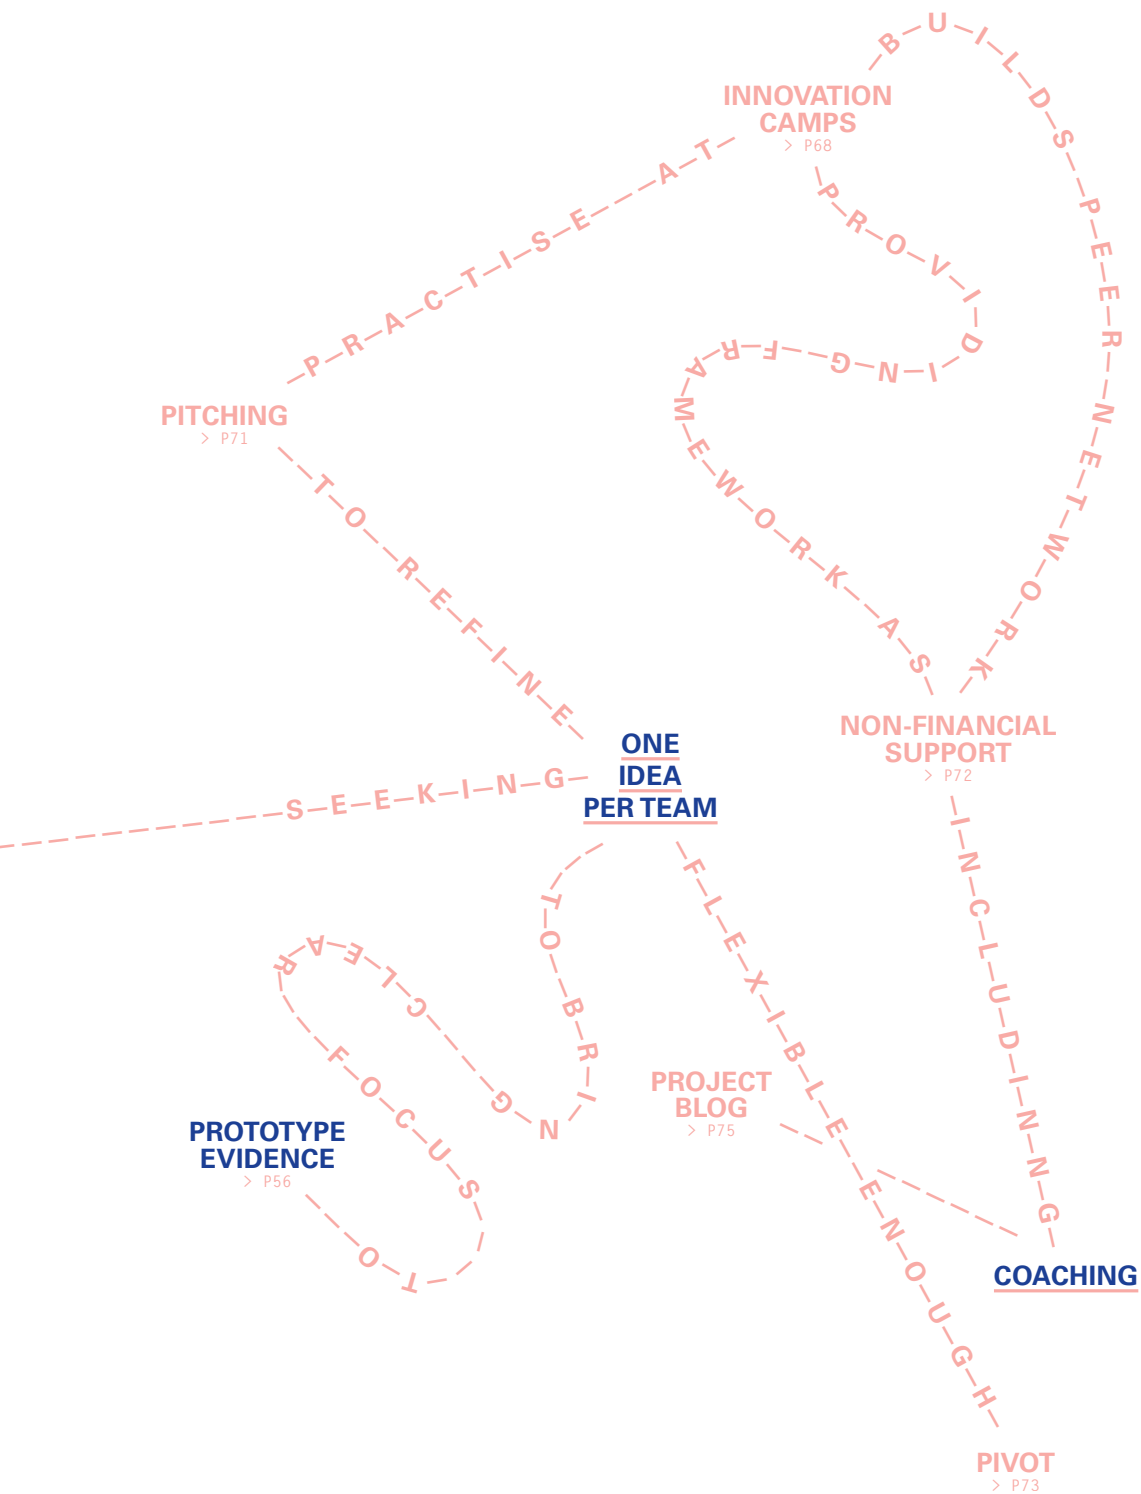 BUILDS PEER NETWORK
INNOVATION
CAMPS
> P68
PRACTISE AT
PROVIDING FRAMEWORK AS
PITCHING
> P71
TO REFINE
NON-FINANCIAL
SUPPORT
> P72
ONE
IDEA
PER TEAM
SEEKING
TO BRING CLEAR FOCUS TO
FLEXIBLE ENOUGH
INCLUDINNG
PROJECT
BLOG
> P75
PROTOTYPE
EVIDENCE
> P56
COACHING
PIVOT
> P73